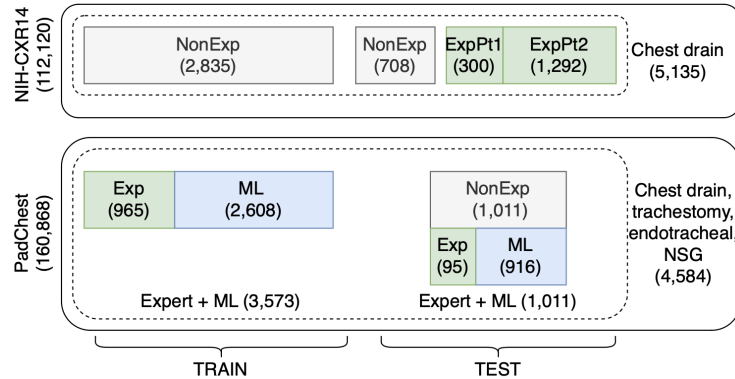 NIH-CXR14
(112,120)
NonExp
(2,835)
NonExp
(708)
ExpPt1
(300)
ExpPt2
(1,292)
Chest drain
(5,135)
PadChest
(160,868)
Exp
(965)
ML
(2,608)
NonExp
(1,011)
Exp
(95)
ML
(916)
Expert + ML (3,573)
Expert + ML (1,011)
Chest drain,
trachestomy,
endotracheal,
NSG
(4,584)
TRAIN
TEST